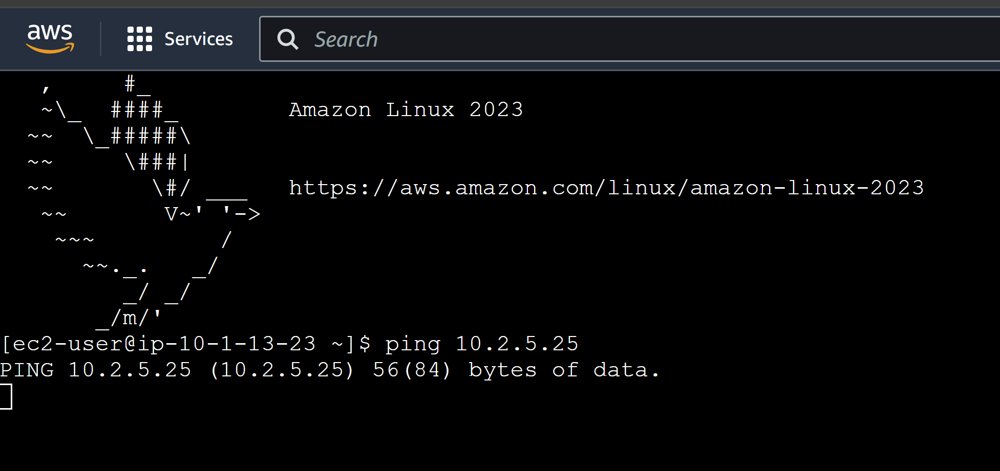 aws Services Search
   ,     #_
   ~\_  ####_        Amazon Linux 2023
  ~~  \_#####\
  ~~     \###|
  ~~       \#/ ___   https://aws.amazon.com/linux/amazon-linux-2023
   ~~       V~' '->
    ~~~         /
      ~~._.   _/
         _/ _/
       _/m/'
[ec2-user@ip-10-1-13-23 ~]$ ping 10.2.5.25
PING 10.2.5.25 (10.2.5.25) 56(84) bytes of data.